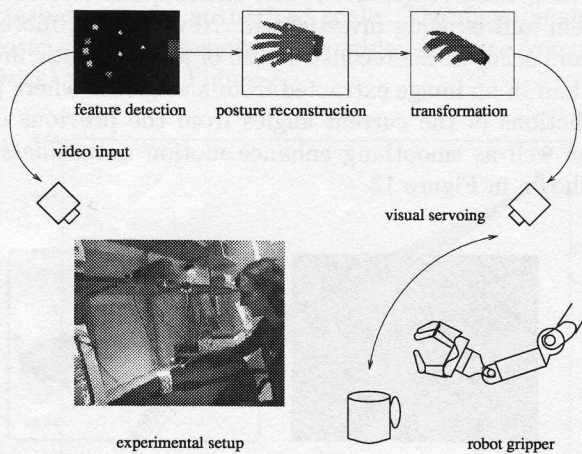 feature detection
posture reconstruction
transformation
video input
visual servoing
experimental setup
robot gripper